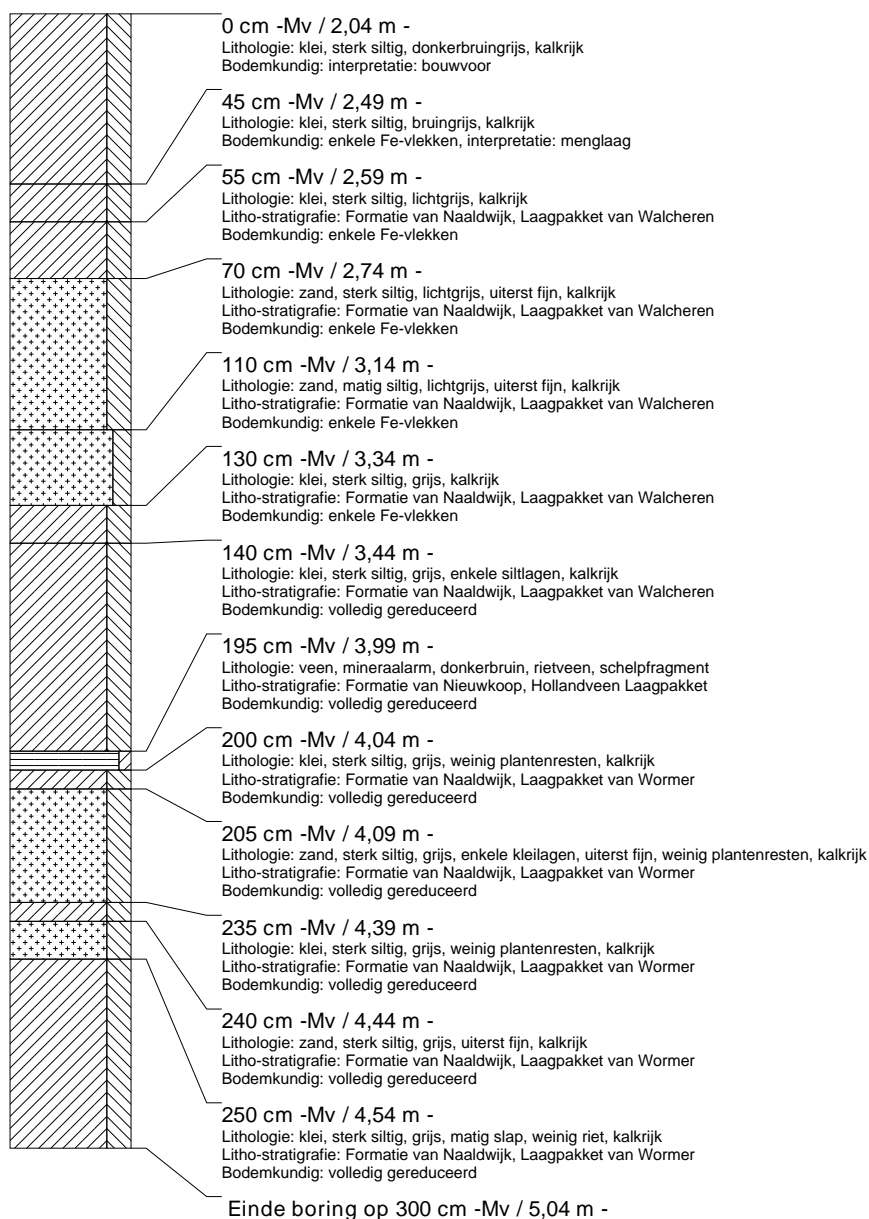 0 cm -Mv / 2,04 m -
Lithologie: klei, sterk siltig, donkerbruingrijs, kalkrijk
Bodemkundig: interpretatie: bouwvoor
45 cm -Mv / 2,49 m -
Lithologie: klei, sterk siltig, bruingrijs, kalkrijk
Bodemkundig: enkele Fe-vlekken, interpretatie: menglaag
55 cm -Mv / 2,59 m -
Lithologie: klei, sterk siltig, lichtgrijs, kalkrijk
Litho-stratigrafie: Formatie van Naaldwijk, Laagpakket van Walcheren
Bodemkundig: enkele Fe-vlekken
70 cm -Mv / 2,74 m -
Lithologie: zand, sterk siltig, lichtgrijs, uiterst fijn, kalkrijk
Litho-stratigrafie: Formatie van Naaldwijk, Laagpakket van Walcheren
Bodemkundig: enkele Fe-vlekken
110 cm -Mv / 3,14 m -
Lithologie: zand, matig siltig, lichtgrijs, uiterst fijn, kalkrijk
Litho-stratigrafie: Formatie van Naaldwijk, Laagpakket van Walcheren
Bodemkundig: enkele Fe-vlekken
130 cm -Mv / 3,34 m -
Lithologie: klei, sterk siltig, grijs, kalkrijk
Litho-stratigrafie: Formatie van Naaldwijk, Laagpakket van Walcheren
Bodemkundig: enkele Fe-vlekken
140 cm -Mv / 3,44 m -
Lithologie: klei, sterk siltig, grijs, enkele siltlagen, kalkrijk
Litho-stratigrafie: Formatie van Naaldwijk, Laagpakket van Walcheren
Bodemkundig: volledig gereduceerd
195 cm -Mv / 3,99 m -
Lithologie: veen, mineraalarm, donkerbruin, rietveen, schelpfragment
Litho-stratigrafie: Formatie van Nieuwkoop, Hollandveen Laagpakket
Bodemkundig: volledig gereduceerd
200 cm -Mv / 4,04 m -
Lithologie: klei, sterk siltig, grijs, weinig plantenresten, kalkrijk
Litho-stratigrafie: Formatie van Naaldwijk, Laagpakket van Wormer
Bodemkundig: volledig gereduceerd
205 cm -Mv / 4,09 m -
Lithologie: zand, sterk siltig, grijs, enkele kleilagen, uiterst fijn, weinig plantenresten, kalkrijk
Litho-stratigrafie: Formatie van Naaldwijk, Laagpakket van Wormer
Bodemkundig: volledig gereduceerd
235 cm -Mv / 4,39 m -
Lithologie: klei, sterk siltig, grijs, weinig plantenresten, kalkrijk
Litho-stratigrafie: Formatie van Naaldwijk, Laagpakket van Wormer
Bodemkundig: volledig gereduceerd
240 cm -Mv / 4,44 m -
Lithologie: zand, sterk siltig, grijs, uiterst fijn, kalkrijk
Litho-stratigrafie: Formatie van Naaldwijk, Laagpakket van Wormer
Bodemkundig: volledig gereduceerd
250 cm -Mv / 4,54 m -
Lithologie: klei, sterk siltig, grijs, matig slap, weinig riet, kalkrijk
Litho-stratigrafie: Formatie van Naaldwijk, Laagpakket van Wormer
Bodemkundig: volledig gereduceerd
Einde boring op 300 cm -Mv / 5,04 m -